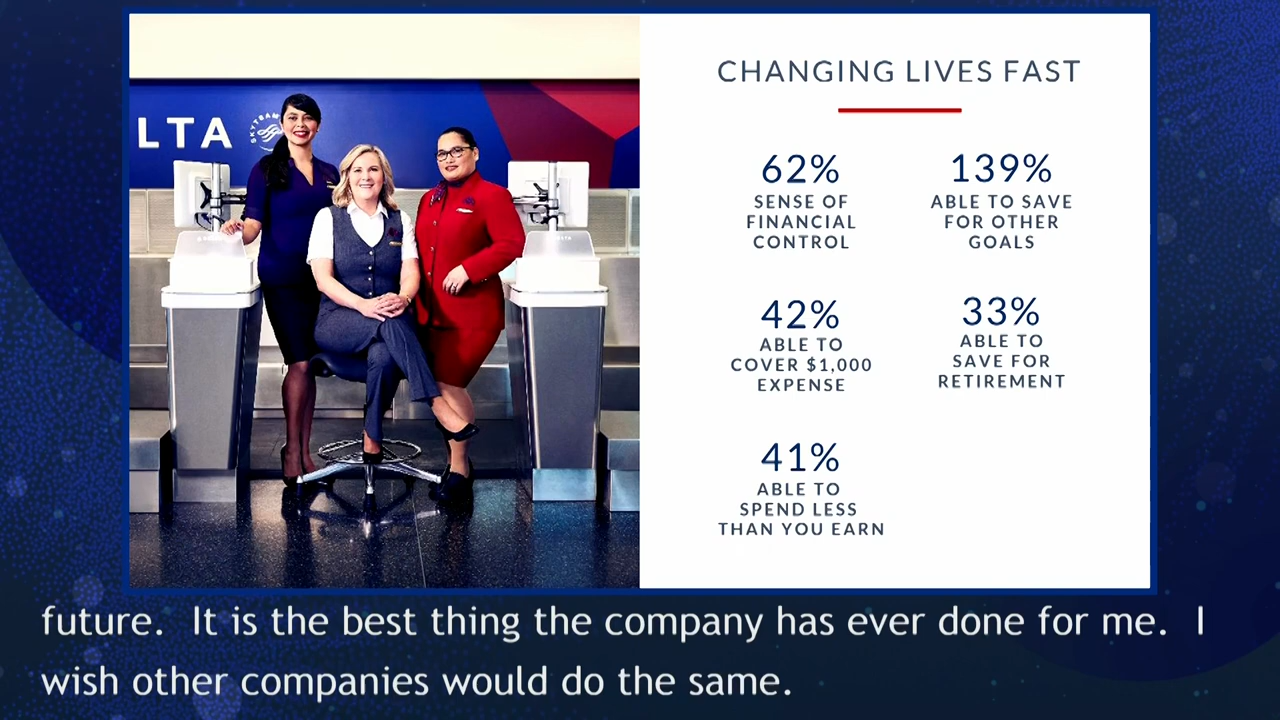 LTA
SKYTEAM
CHANGING LIVES FAST
62%
SENSE OF
FINANCIAL
CONTROL
139%
ABLE TO SAVE
FOR OTHER
GOALS
42%
ABLE TO
COVER $1,000
EXPENSE
33%
ABLE TO
SAVE FOR
RETIREMENT
41%
ABLE TO
SPEND LESS
THAN YOU EARN
future. It is the best thing the company has ever done for me. I
wish other companies would do the same.